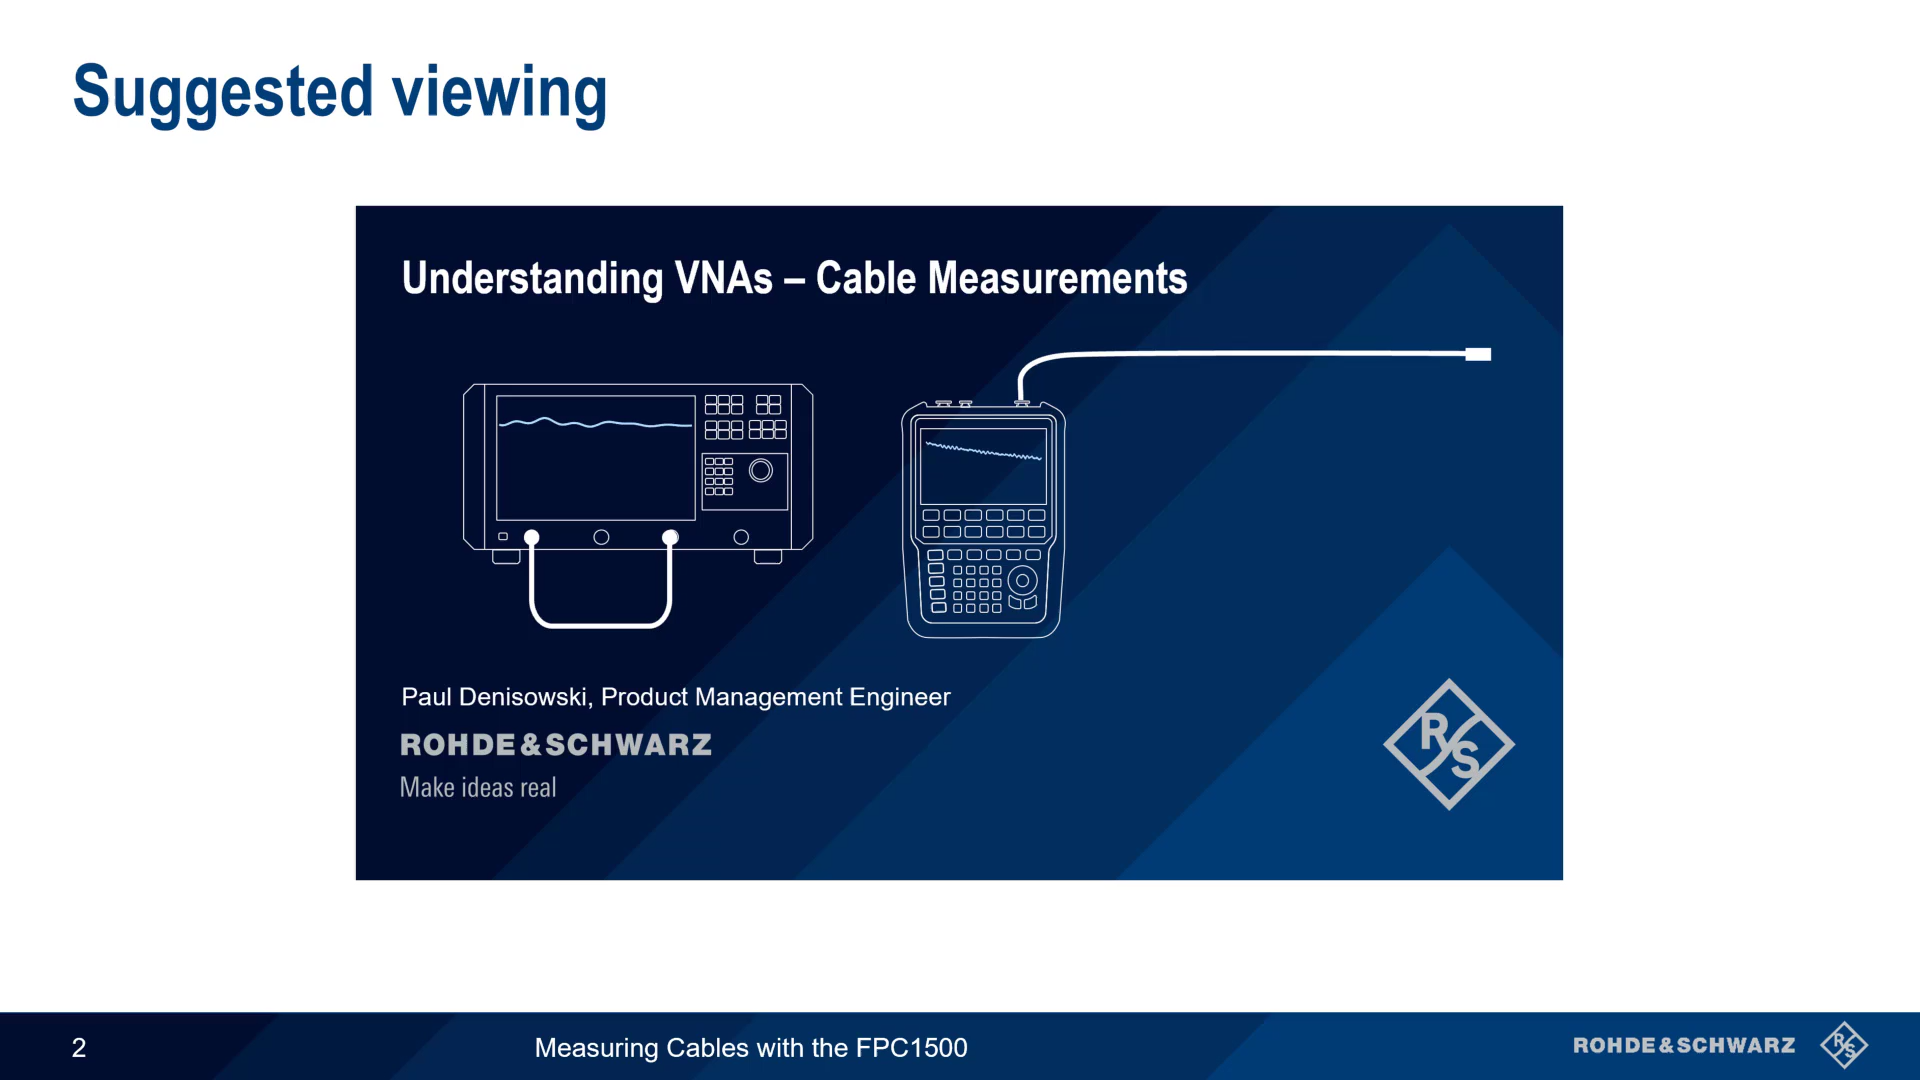 Suggested viewing
Understanding VNAs – Cable Measurements
Paul Denisowski, Product Management Engineer
ROHDE&SCHWARZ
Make ideas real
R S
2
Measuring Cables with the FPC1500
ROHDE&SCHWARZ
R S